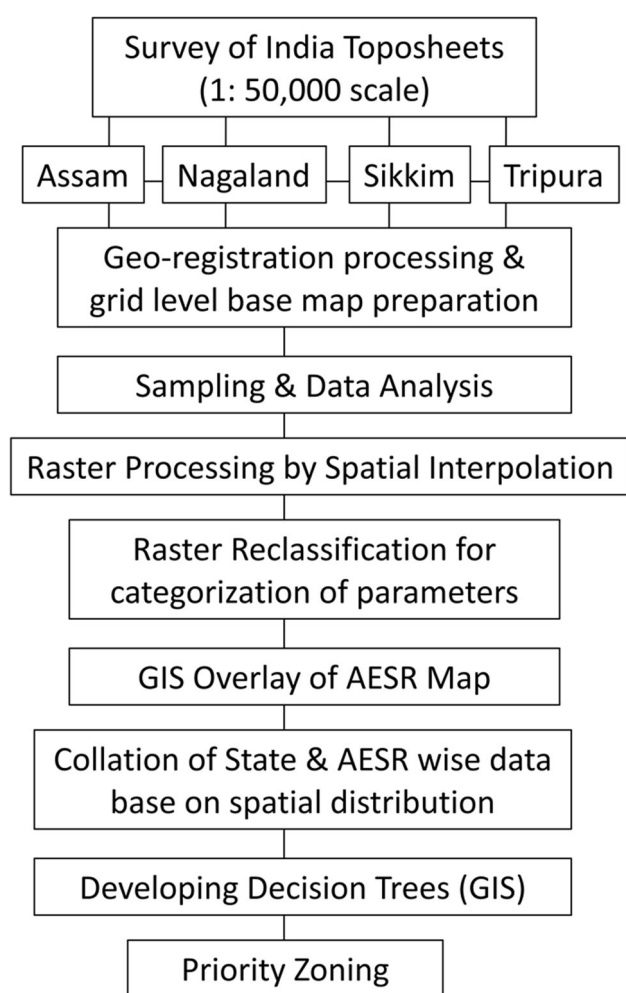 Survey of India Toposheets
(1: 50,000 scale)
Assam
Nagaland
Sikkim
Tripura
Geo-registration processing &
grid level base map preparation
Sampling & Data Analysis
Raster Processing by Spatial Interpolation
Raster Reclassification for
categorization of parameters
GIS Overlay of AESR Map
Collation of State & AESR wise data
base on spatial distribution
Developing Decision Trees (GIS)
Priority Zoning